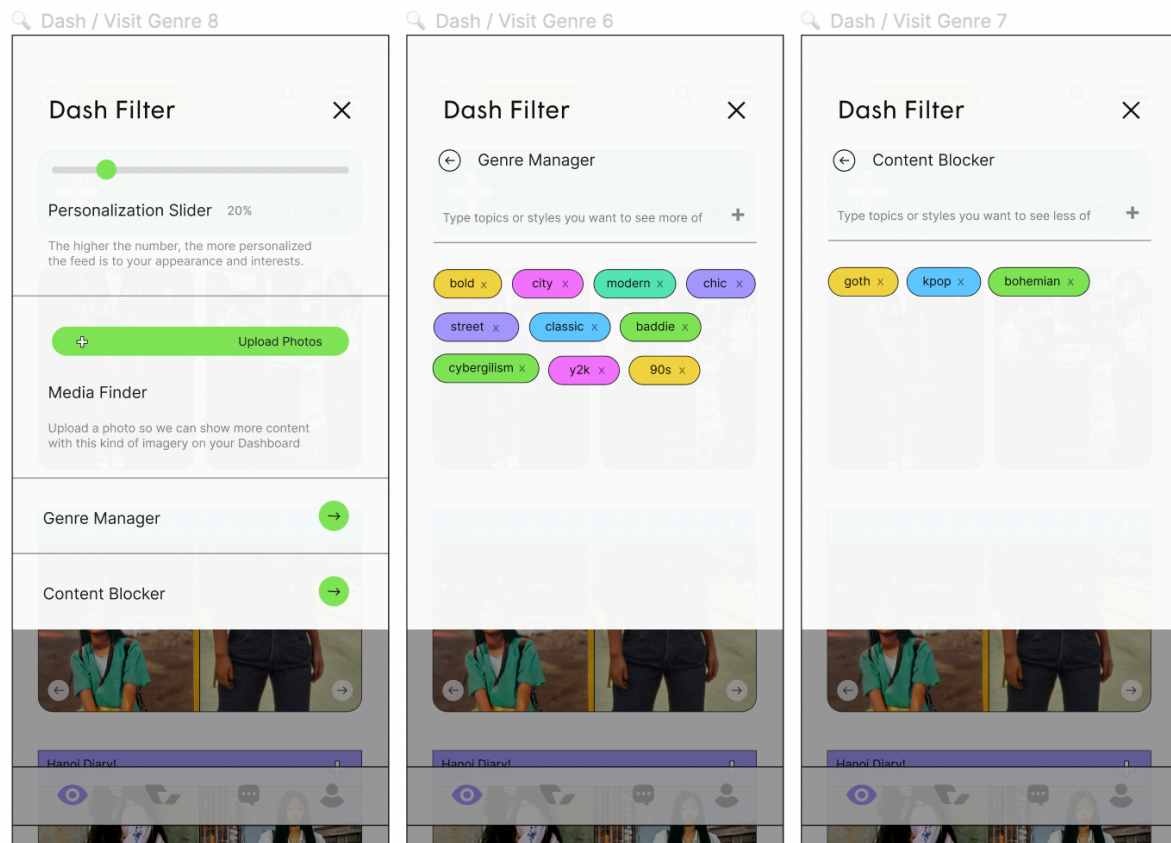 Dash / Visit Genre 8
Dash Filter
Personalization Slider 20%
The higher the number, the more personalized
the feed is to your appearance and interests.
Upload Photos
Media Finder
Upload a photo so we can show more content
with this kind of imagery on your Dashboard
Genre Manager
Content Blocker
Hanoi Diary!
Dash / Visit Genre 6
Dash Filter
Genre Manager
Type topics or styles you want to see more of
bold x
city x
modern x
chic x
street x
classic x
baddie x
cybergilism x
y2k x
90s x
Hanoi Diary!
Dash / Visit Genre 7
Dash Filter
Content Blocker
Type topics or styles you want to see less of
goth x
kpop x
bohemian x
Hanoi Diary!